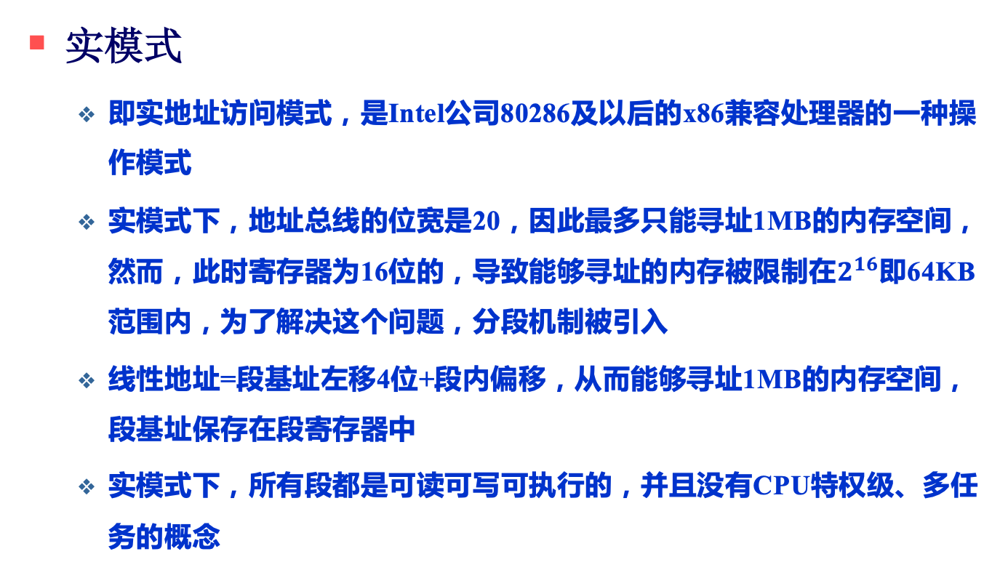 实模式
即实地址访问模式，是Intel公司80286及以后的x86兼容处理器的一种操
作模式
实模式下，地址总线的位宽是20，因此最多只能寻址1MB的内存空间，
然而，此时寄存器为16位的，导致能够寻址的内存被限制在2¹⁶即64KB
范围内，为了解决这个问题，分段机制被引入
线性地址=段基址左移4位+段内偏移，从而能够寻址1MB的内存空间，
段基址保存在段寄存器中
实模式下，所有段都是可读可写可执行的，并且没有CPU特权级、多任
务的概念